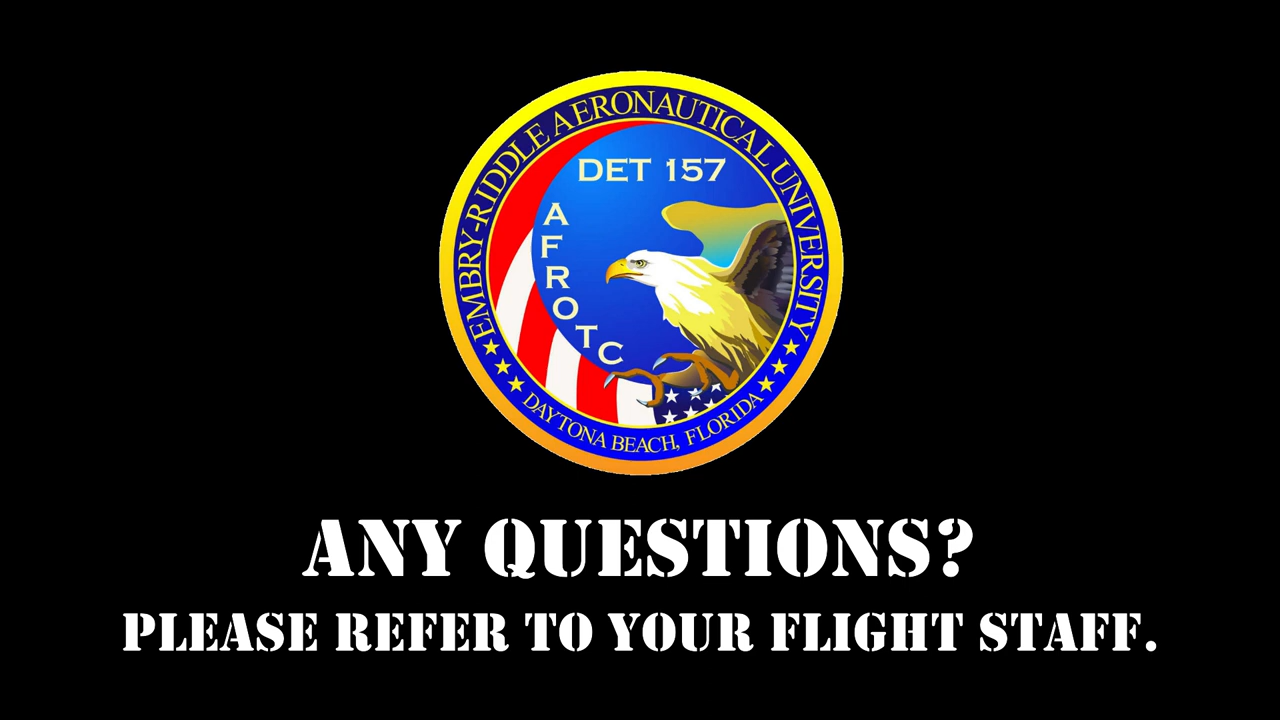 EMBRY-RIDDLE AERONAUTICAL UNIVERSITY
DET 157
AFROTC
DAYTONA BEACH, FLORIDA
ANY QUESTIONS?
PLEASE REFER TO YOUR FLIGHT STAFF.